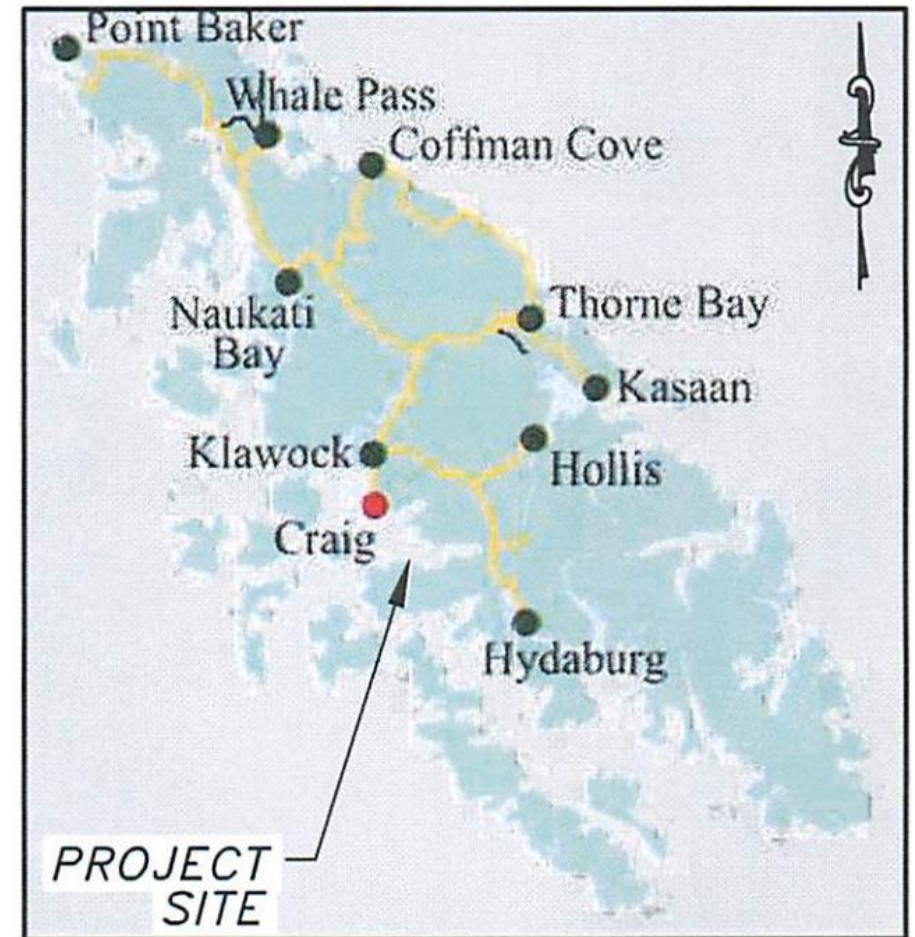 Point Baker
Whale Pass
Coffman Cove
Naukati
Bay
Thorne Bay
Kasaan
Klawock
Hollis
Craig
Hydaburg
PROJECT
SITE